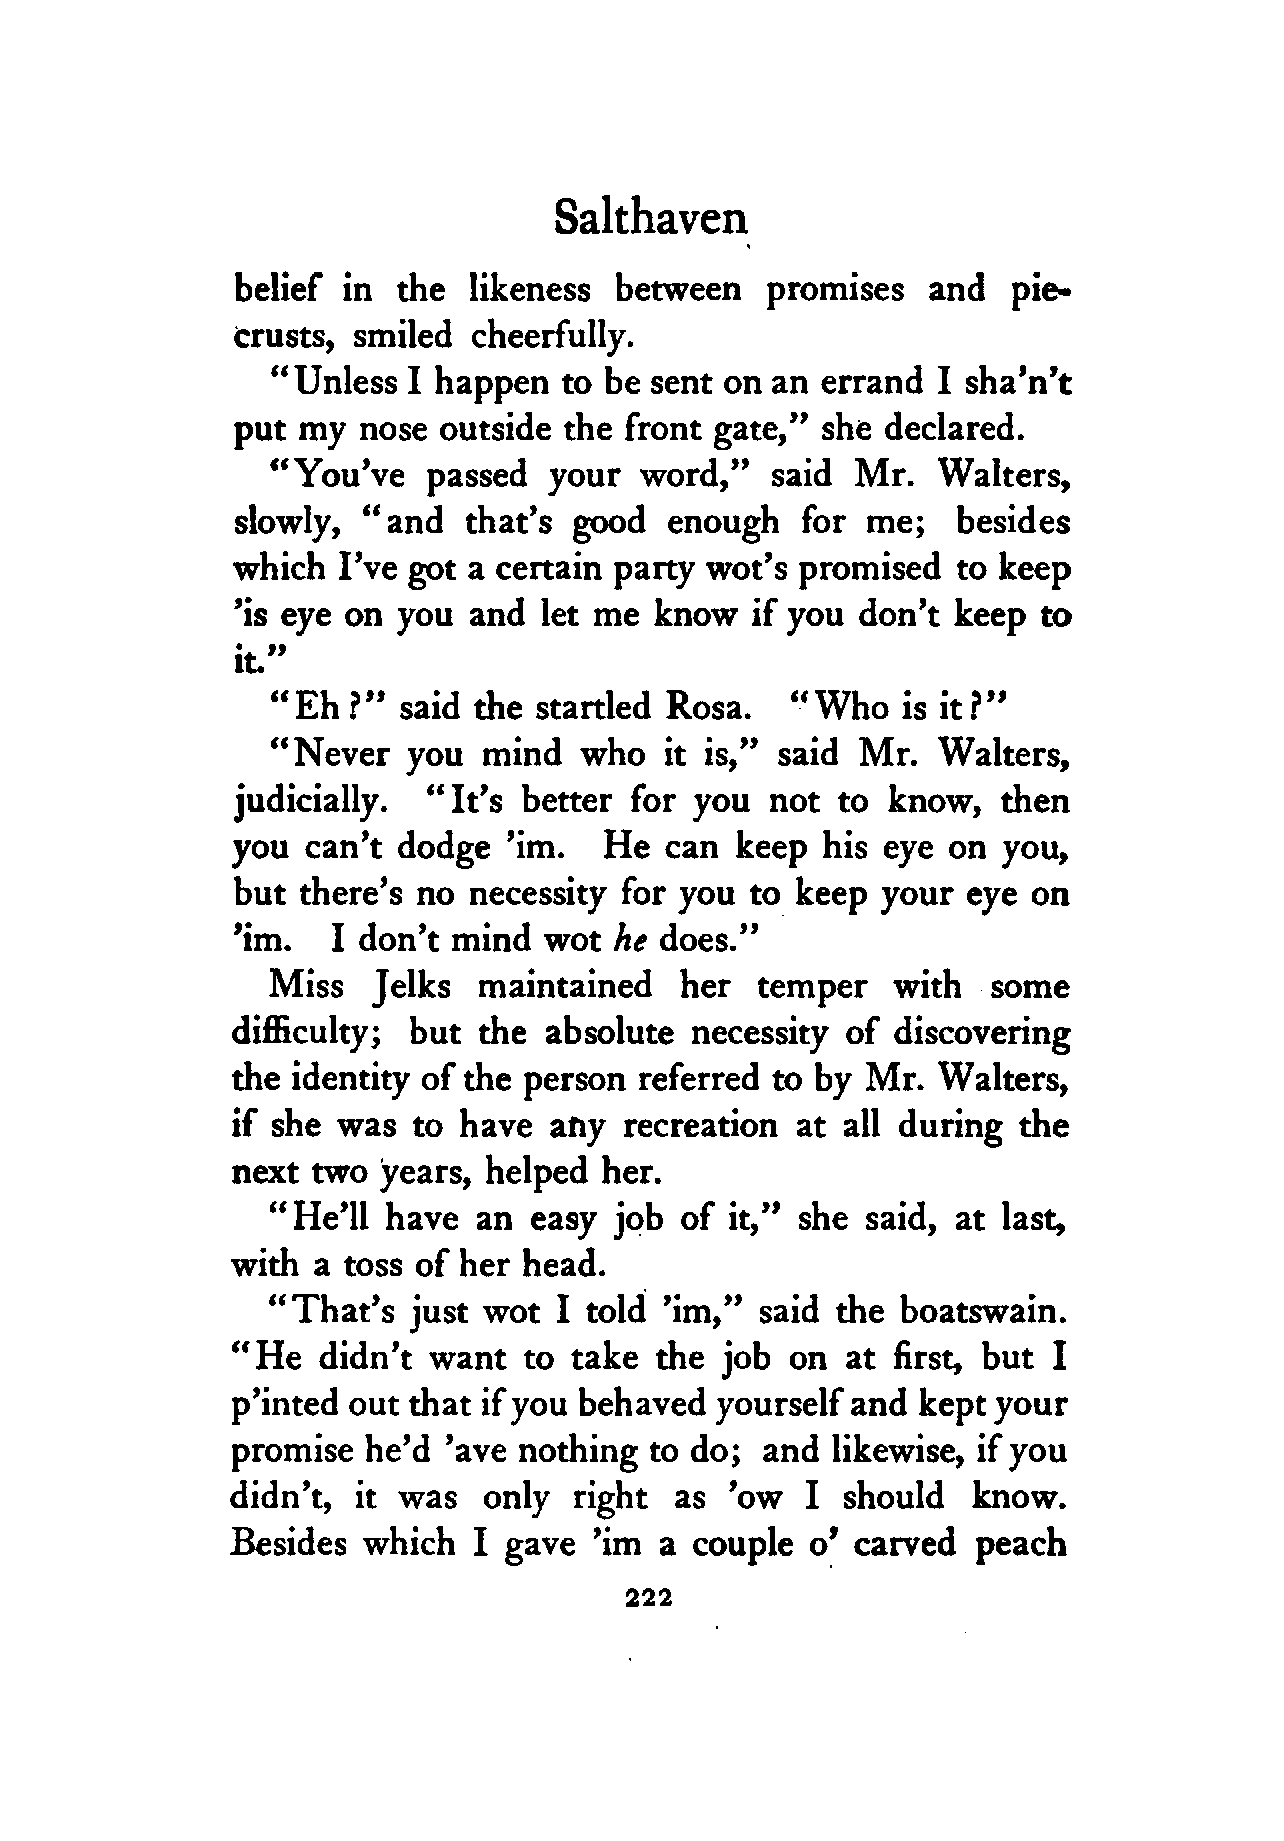 Salthaven
belief in the likeness between promises and pie-
crusts, smiled cheerfully.
"Unless I happen to be sent on an errand I sha'n't
put my nose outside the front gate," she declared.
"You've passed your word," said Mr. Walters,
slowly, "and that's good enough for me; besides
which I've got a certain party wot's promised to keep
'is eye on you and let me know if you don't keep to
it."
"Eh?" said the startled Rosa. "Who is it?"
"Never you mind who it is," said Mr. Walters,
judicially. "It's better for you not to know, then
you can't dodge 'im. He can keep his eye on you,
but there's no necessity for you to keep your eye on
'im. I don't mind wot he does."
Miss Jelks maintained her temper with some
difficulty; but the absolute necessity of discovering
the identity of the person referred to by Mr. Walters,
if she was to have any recreation at all during the
next two years, helped her.
"He'll have an easy job of it," she said, at last,
with a toss of her head.
"That's just wot I told 'im," said the boatswain.
"He didn't want to take the job on at first, but I
p'inted out that if you behaved yourself and kept your
promise he'd 'ave nothing to do; and likewise, if you
didn't, it was only right as 'ow I should know.
Besides which I gave 'im a couple o' carved peach
222